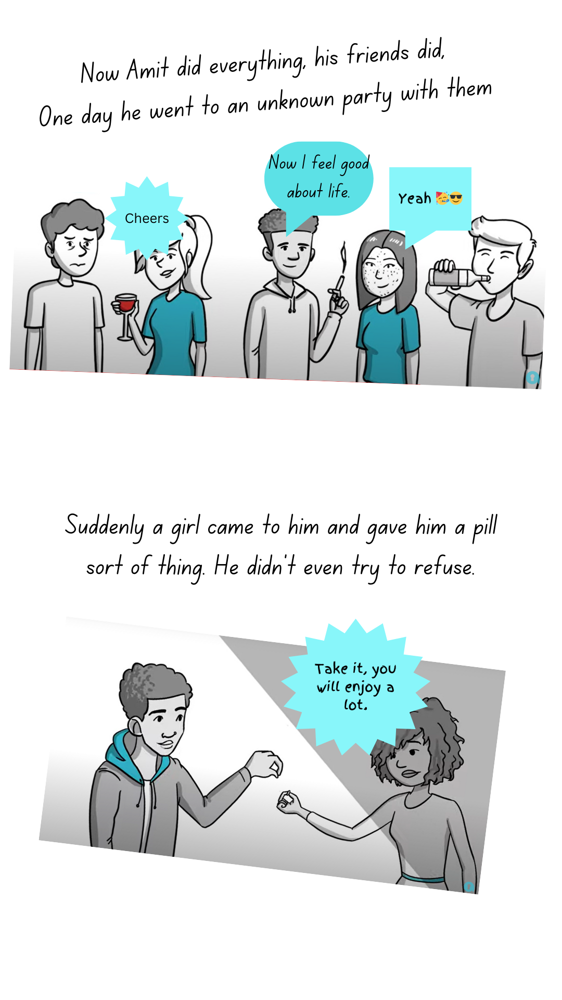 Now Amit did everything, his friends did,
One day he went to an unknown party with them
Cheers
Now I feel good
about life.
Yeah 🥳😎
Suddenly a girl came to him and gave him a pill
sort of thing. He didn't even try to refuse.
Take it, you
will enjoy a
lot.